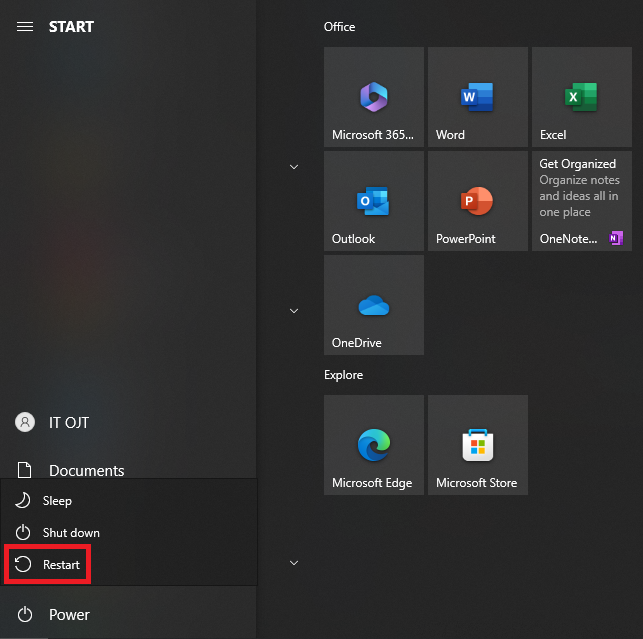 START
IT OJT
Documents
Sleep
Shut down
Restart
Power
Office
Microsoft 365...
W
Word
X
Excel
O
Outlook
P
PowerPoint
Get Organized
Organize notes
and ideas all in
one place
OneNote...
N
OneDrive
Explore
Microsoft Edge
Microsoft Store